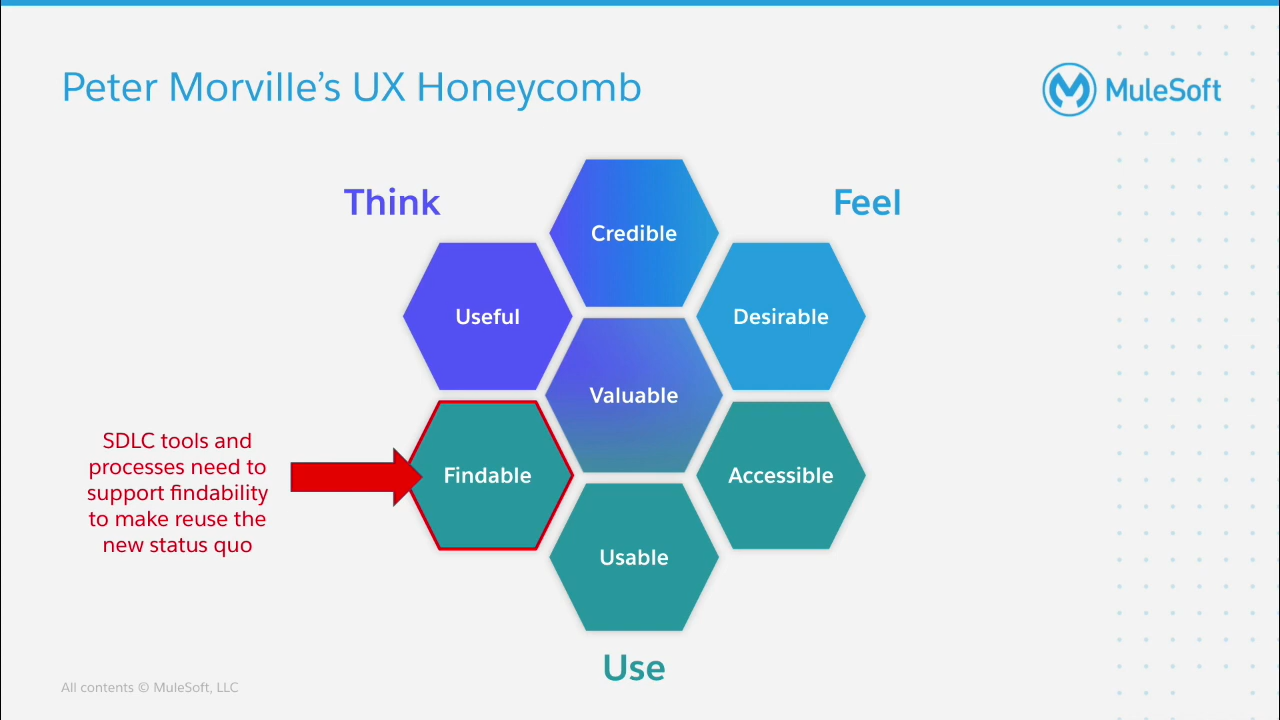 Peter Morville’s UX Honeycomb
MuleSoft
Think
Feel
Credible
Useful
Desirable
Valuable
SDLC tools and
processes need to
support findability
to make reuse the
new status quo
Findable
Accessible
Usable
Use
All contents © MuleSoft, LLC